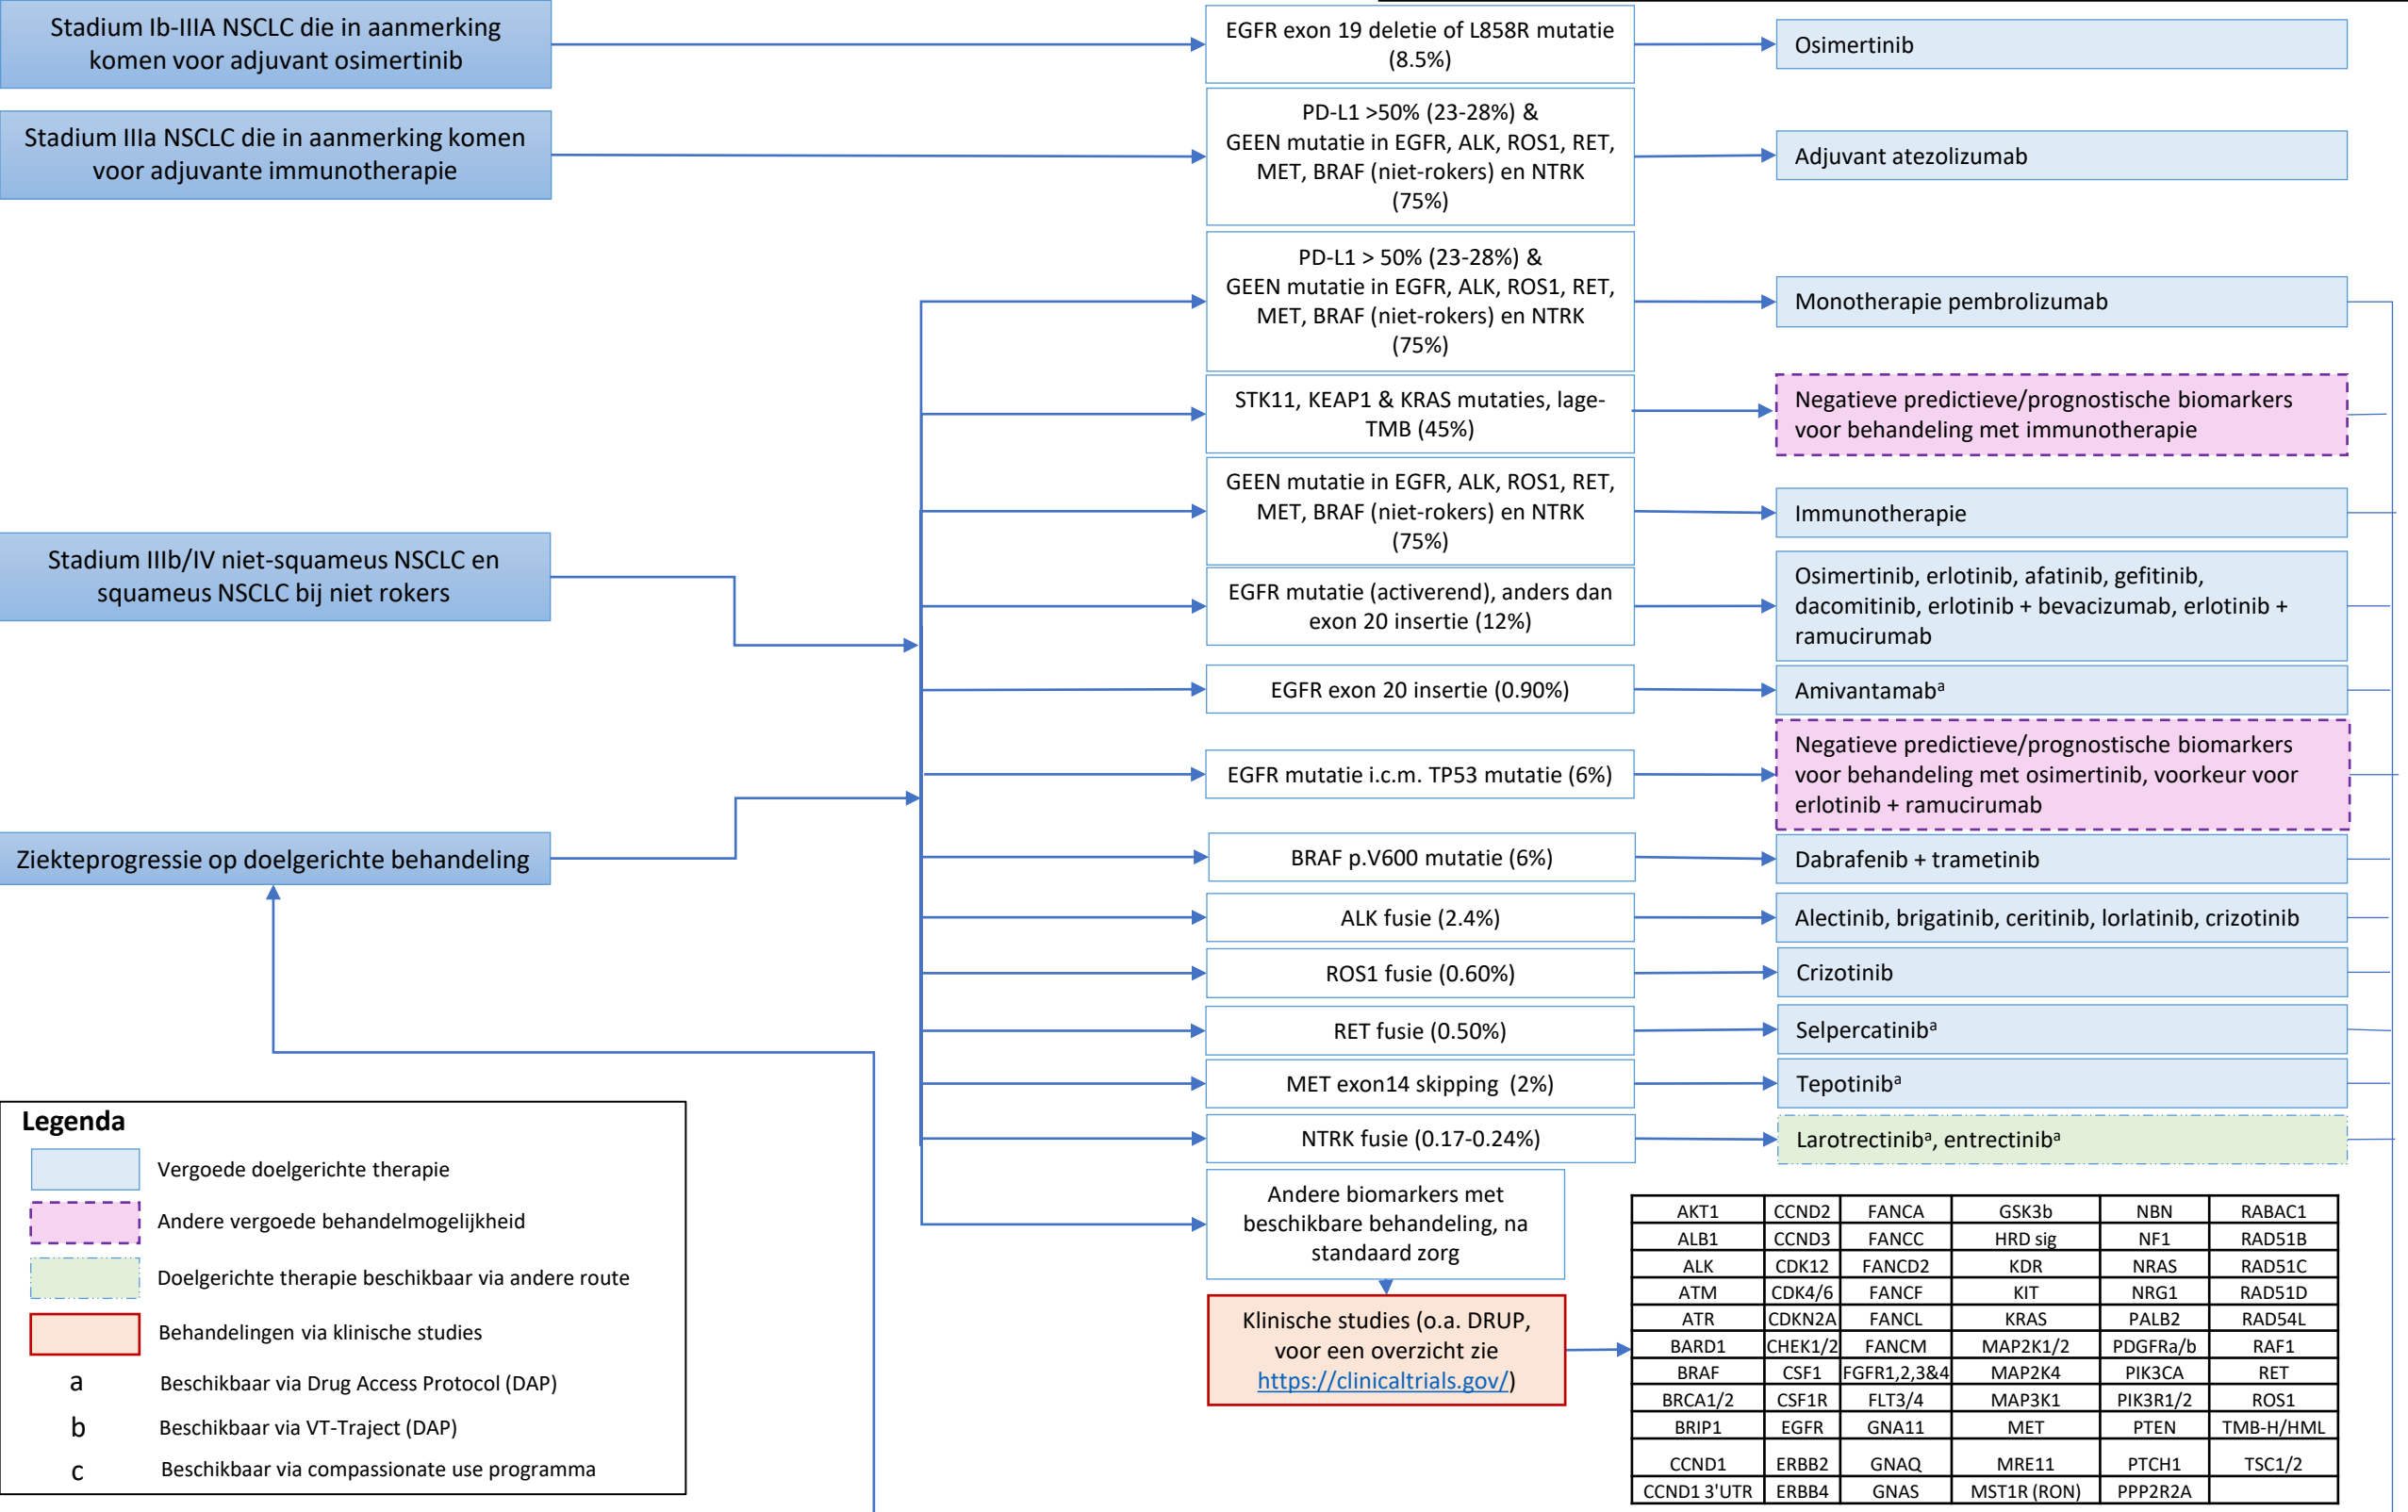 Stadium Ib-IIIA NSCLC die in aanmerking
komen voor adjuvant osimertinib
EGFR exon 19 deletie of L858R mutatie
(8.5%)
Osimertinib
Stadium IIIa NSCLC die in aanmerking komen
voor adjuvante immunotherapie
PD-L1 >50% (23-28%) &
GEEN mutatie in EGFR, ALK, ROS1, RET,
MET, BRAF (niet-rokers) en NTRK
(75%)
Adjuvant atezolizumab
PD-L1 > 50% (23-28%) &
GEEN mutatie in EGFR, ALK, ROS1, RET,
MET, BRAF (niet-rokers) en NTRK
(75%)
Monotherapie pembrolizumab
STK11, KEAP1 & KRAS mutaties, lage-
TMB (45%)
Negatieve predictieve/prognostische biomarkers
voor behandeling met immunotherapie
GEEN mutatie in EGFR, ALK, ROS1, RET,
MET, BRAF (niet-rokers) en NTRK
(75%)
Immunotherapie
Stadium IIIb/IV niet-squameus NSCLC en
squameus NSCLC bij niet rokers
EGFR mutatie (activerend), anders dan
exon 20 insertie (12%)
Osimertinib, erlotinib, afatinib, gefitinib,
dacomitinib, erlotinib + bevacizumab, erlotinib +
ramucirumab
EGFR exon 20 insertie (0.90%)
Amivantamabᵃ
EGFR mutatie i.c.m. TP53 mutatie (6%)
Negatieve predictieve/prognostische biomarkers
voor behandeling met osimertinib, voorkeur voor
erlotinib + ramucirumab
Ziekteprogressie op doelgerichte behandeling
BRAF p.V600 mutatie (6%)
Dabrafenib + trametinib
ALK fusie (2.4%)
Alectinib, brigatinib, ceritinib, lorlatinib, crizotinib
ROS1 fusie (0.60%)
Crizotinib
RET fusie (0.50%)
Selpercatinibᵃ
MET exon14 skipping (2%)
Tepotinibᵃ
NTRK fusie (0.17-0.24%)
Larotrectinibᵃ, entrectinibᵃ
Andere biomarkers met
beschikbare behandeling, na
standaard zorg
Klinische studies (o.a. DRUP,
voor een overzicht zie
https://clinicaltrials.gov/)
AKT1 CCND2 FANCA GSK3b NBN RABAC1
ALB1 CCND3 FANCC HRD sig NF1 RAD51B
ALK CDK12 FANCD2 KDR NRAS RAD51C
ATM CDK4/6 FANCF KIT NRG1 RAD51D
ATR CDKN2A FANCL KRAS PALB2 RAD54L
BARD1 CHEK1/2 FANCM MAP2K1/2 PDGFRa/b RAF1
BRAF CSF1 FGFR1,2,3&4 MAP2K4 PIK3CA RET
BRCA1/2 CSF1R FLT3/4 MAP3K1 PIK3R1/2 ROS1
BRIP1 EGFR GNA11 MET PTEN TMB-H/HML
CCND1 ERBB2 GNAQ MRE11 PTCH1 TSC1/2
CCND1 3'UTR ERBB4 GNAS MST1R (RON) PPP2R2A
Legenda
Vergoede doelgerichte therapie
Andere vergoede behandelmogelijkheid
Doelgerichte therapie beschikbaar via andere route
Behandelingen via klinische studies
a Beschikbaar via Drug Access Protocol (DAP)
b Beschikbaar via VT-Traject (DAP)
c Beschikbaar via compassionate use programma